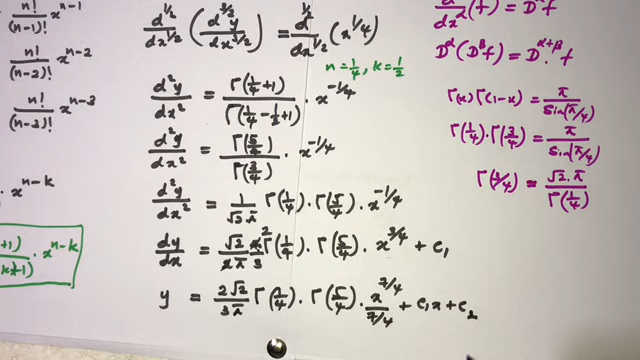 n!/(n-1)! x^{n-1}
n!/(n-2)! x^{n-2}
n!/(n-3)! x^{n-3}
· x^{n-k}
+1)/(k+1) · x^{n-k}
d^{1/2}/dx^{1/2} (d^{3/2}y/dx^{3/2}) = d^{1/2}/dx^{1/2} (x^{1/4})
n = 1/4, k = 1/2
d²y/dx² = Γ(1/4+1)/Γ(1/4-1/2+1) · x^{-1/4}
d²y/dx² = Γ(5/4)/Γ(3/4) · x^{-1/4}
d²y/dx² = 1/(√2 π) Γ(1/4) · Γ(5/4) · x^{-1/4}
dy/dx = √2/(2π) 4/3 2 Γ(1/4) · Γ(5/4) · x^{3/4} + c₁
y = 2√2/(3π) Γ(1/4) · Γ(5/4) · x^{7/4}/(7/4) + c₁x + c₂
d^α/dx^α (f) = D^α f
D^α(D^β f) = D^{α+β} · f
Γ(x) Γ(1-x) = π/sin(π/4)
Γ(1/4) · Γ(3/4) = π/sin(π/4)
Γ(3/4) = √2 · π/Γ(1/4)